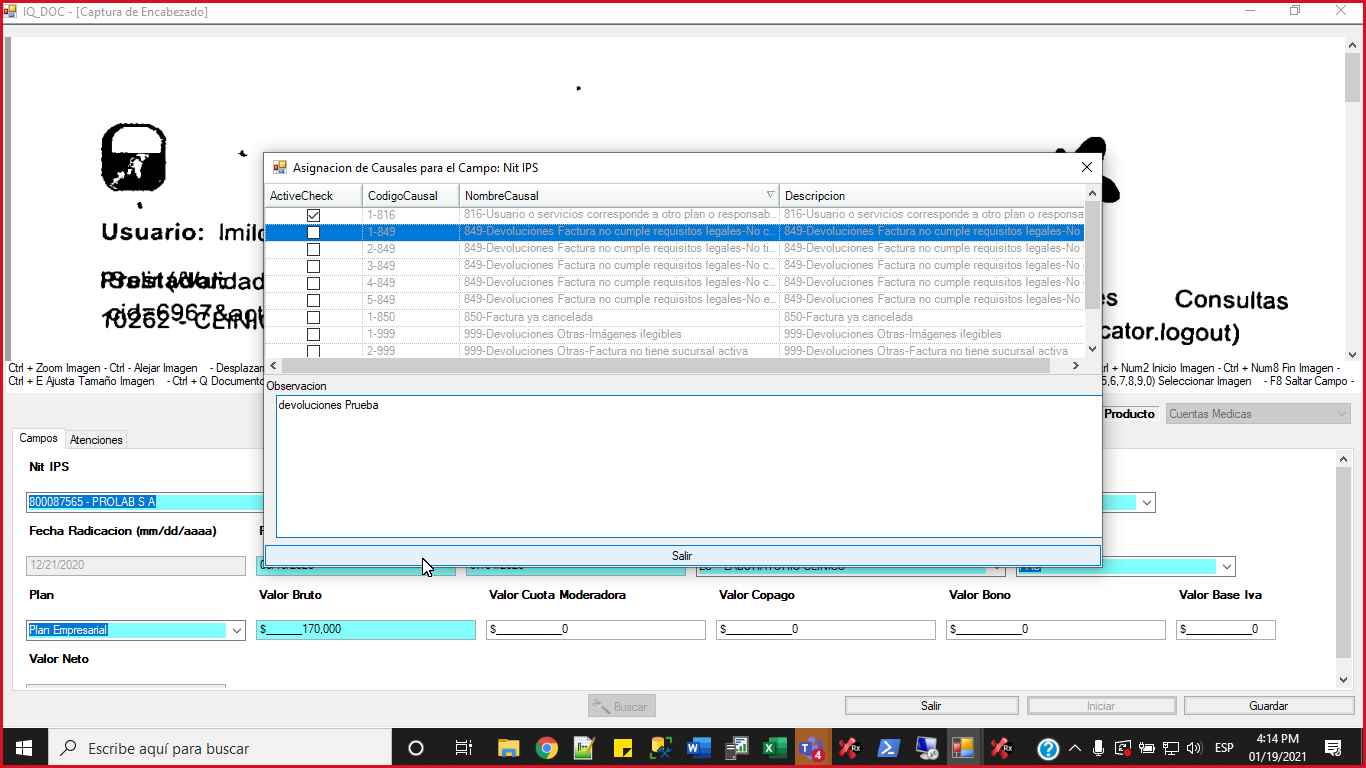 IQ_DOC - [Captura de Encabezado]
Usuario:
Consultas
cator.logout)
Asignacion de Causales para el Campo: Nit IPS
ActiveCheck CodigoCausal NombreCausal Descripcion
1-816 816-Usuario o servicios corresponde a otro plan o responsab... 816-Usuario o servicios corresponde a otro plan o responsa
1-849 849-Devoluciones Factura no cumple requisitos legales-No c... 849-Devoluciones Factura no cumple requisitos legales-No
2-849 849-Devoluciones Factura no cumple requisitos legales-No ti... 849-Devoluciones Factura no cumple requisitos legales-No
3-849 849-Devoluciones Factura no cumple requisitos legales-No c... 849-Devoluciones Factura no cumple requisitos legales-No
4-849 849-Devoluciones Factura no cumple requisitos legales-No c... 849-Devoluciones Factura no cumple requisitos legales-No
5-849 849-Devoluciones Factura no cumple requisitos legales-No e... 849-Devoluciones Factura no cumple requisitos legales-No
1-850 850-Factura ya cancelada 850-Factura ya cancelada
1-999 999-Devoluciones Otras-Imágenes ilegibles 999-Devoluciones Otras-Imágenes ilegibles
2-999 999-Devoluciones Otras-Factura no tiene sucursal activa 999-Devoluciones Otras-Factura no tiene sucursal activa
Observacion
devoluciones Prueba
Salir
Ctrl + Zoom Imagen - Ctrl - Alejar Imagen - Desplazar
+ Num2 Inicio Imagen - Ctrl + Num8 Fin Imagen -
Ctrl + E Ajusta Tamaño Imagen - Ctrl + Q Documento
5,6,7,8,9,0) Seleccionar Imagen - F8 Saltar Campo -
Producto Cuentas Medicas
Campos Atenciones
Nit IPS
800087565 - PROLAB S A
Fecha Radicacion (mm/dd/aaaa)
12/21/2020
Plan Valor Bruto Valor Cuota Moderadora Valor Copago Valor Bono Valor Base Iva
Plan Empresarial $______170,000 $__________0 $__________0 $__________0 $__________0
Valor Neto
Buscar Salir Iniciar Guardar
Escribe aquí para buscar
4
ESP
4:14 PM
01/19/2021